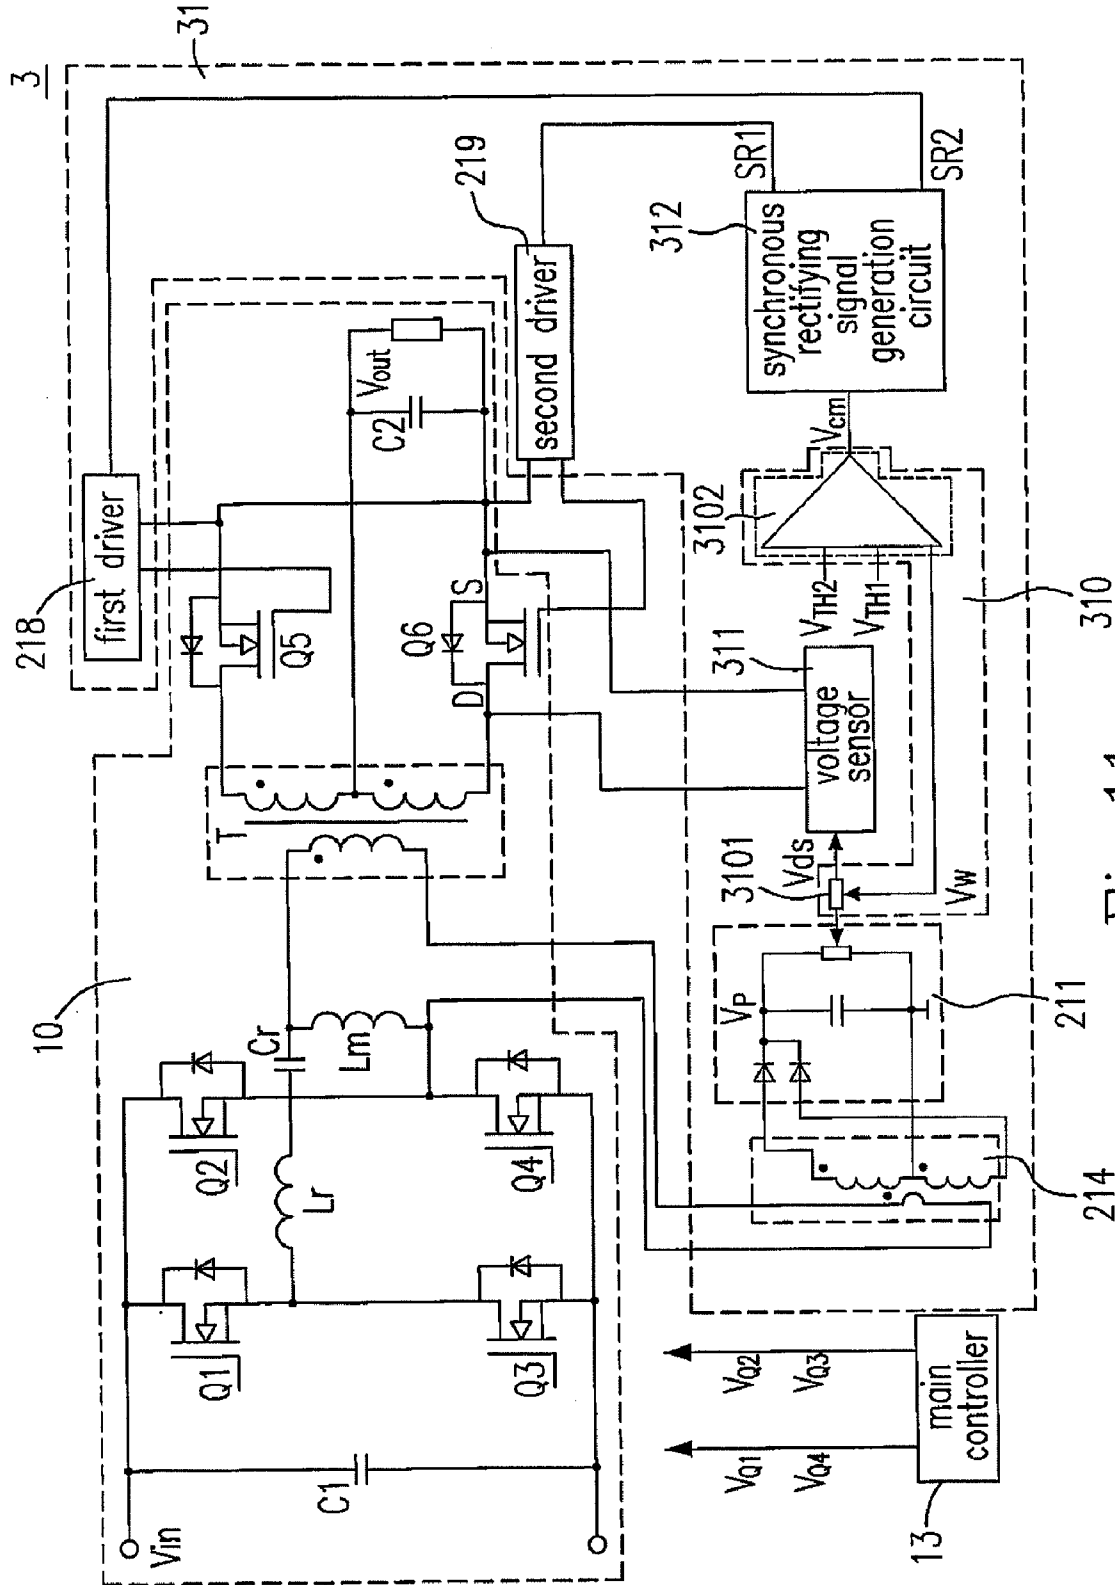 3
31
218
first driver
10
Q5
Vout
C2
219
second driver
SR1
SR2
312
synchronous
rectifying
signal
generation
circuit
Vcm
3102
VTH2
VTH1
310
T
Q6
D
S
311
voltage
sensor
Vds
3101
Vw
Cr
Lm
Lr
Q1
Q2
Q3
Q4
C1
Vin
VP
211
214
VQ2
VQ3
VQ1
VQ4
main
controller
13